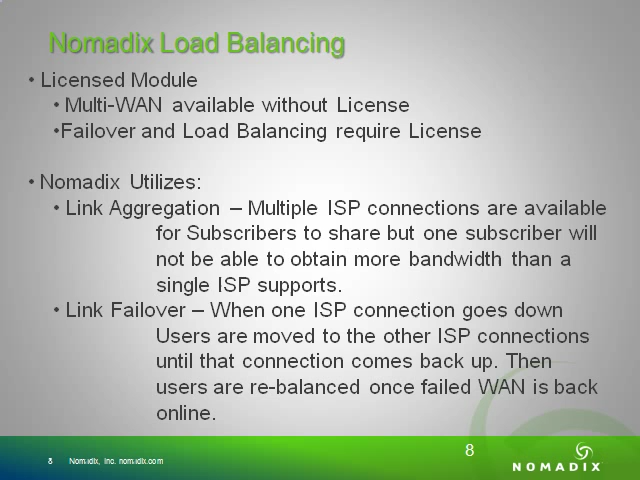 Nomadix Load Balancing
• Licensed Module
• Multi-WAN available without License
•Failover and Load Balancing require License
• Nomadix Utilizes:
• Link Aggregation – Multiple ISP connections are available
for Subscribers to share but one subscriber will
not be able to obtain more bandwidth than a
single ISP supports.
• Link Failover – When one ISP connection goes down
Users are moved to the other ISP connections
until that connection comes back up. Then
users are re-balanced once failed WAN is back
online.
8
8 Nomadix, Inc. nomadix.com
NOMADIX